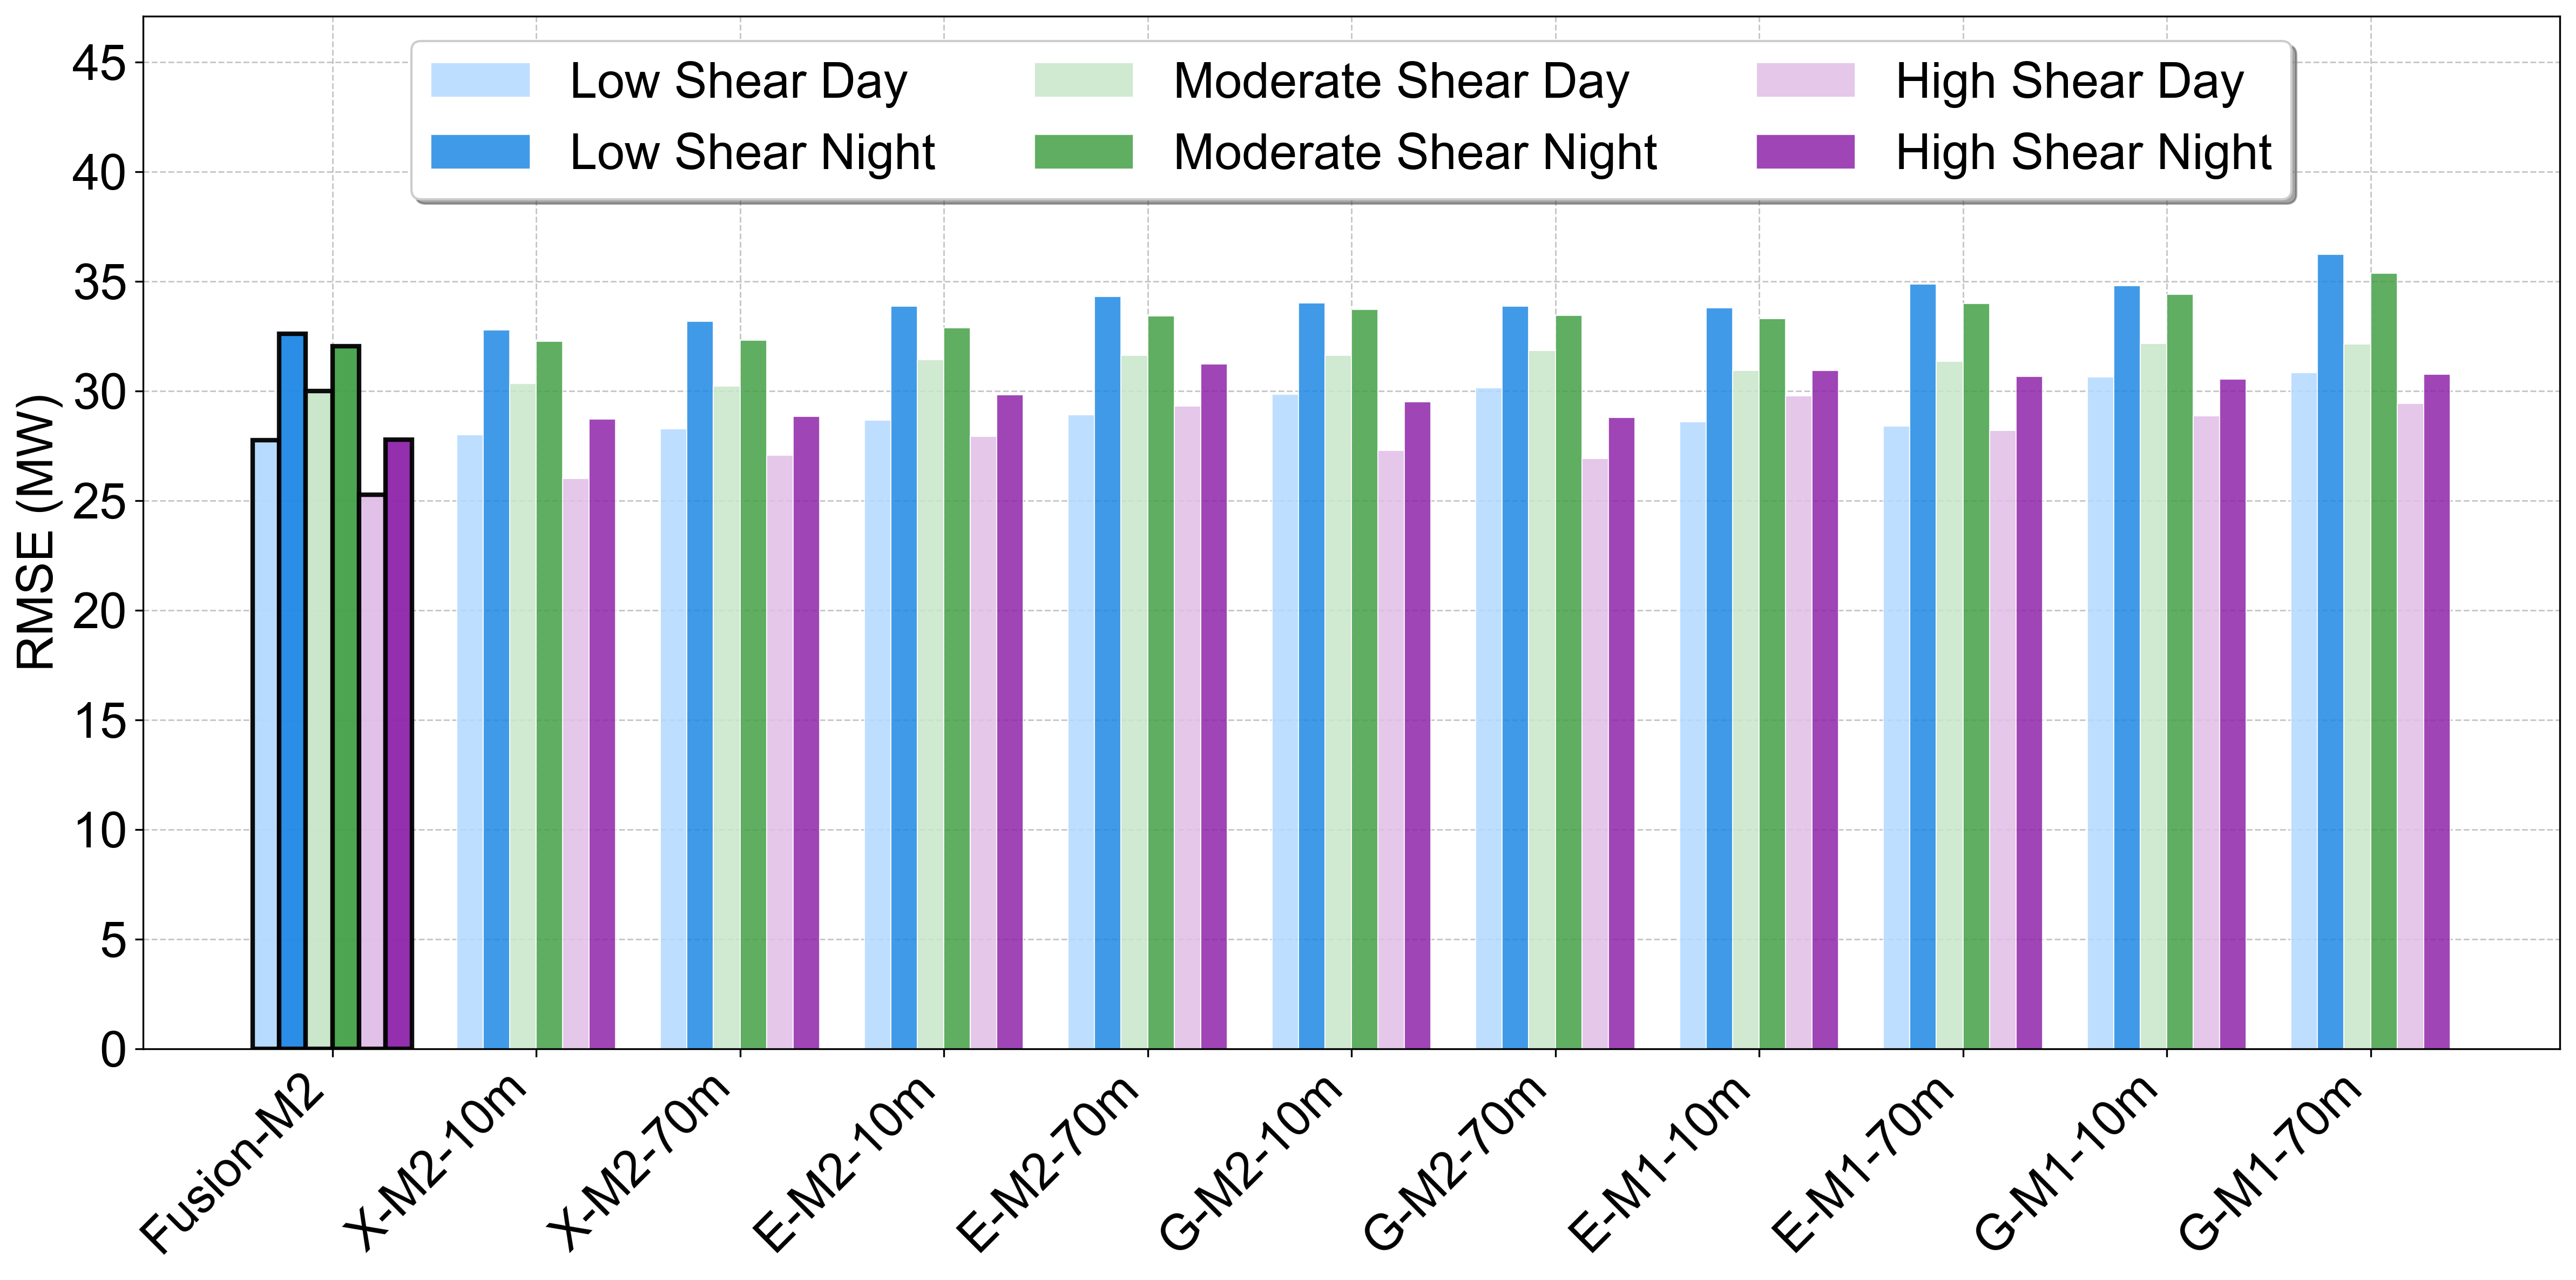 45
40
35
30
25
20
15
10
5
0
RMSE (MW)
Low Shear Day
Low Shear Night
Moderate Shear Day
Moderate Shear Night
High Shear Day
High Shear Night
Fusion-M2
X-M2-10m
X-M2-70m
E-M2-10m
E-M2-70m
G-M2-10m
G-M2-70m
E-M1-10m
E-M1-70m
G-M1-10m
G-M1-70m